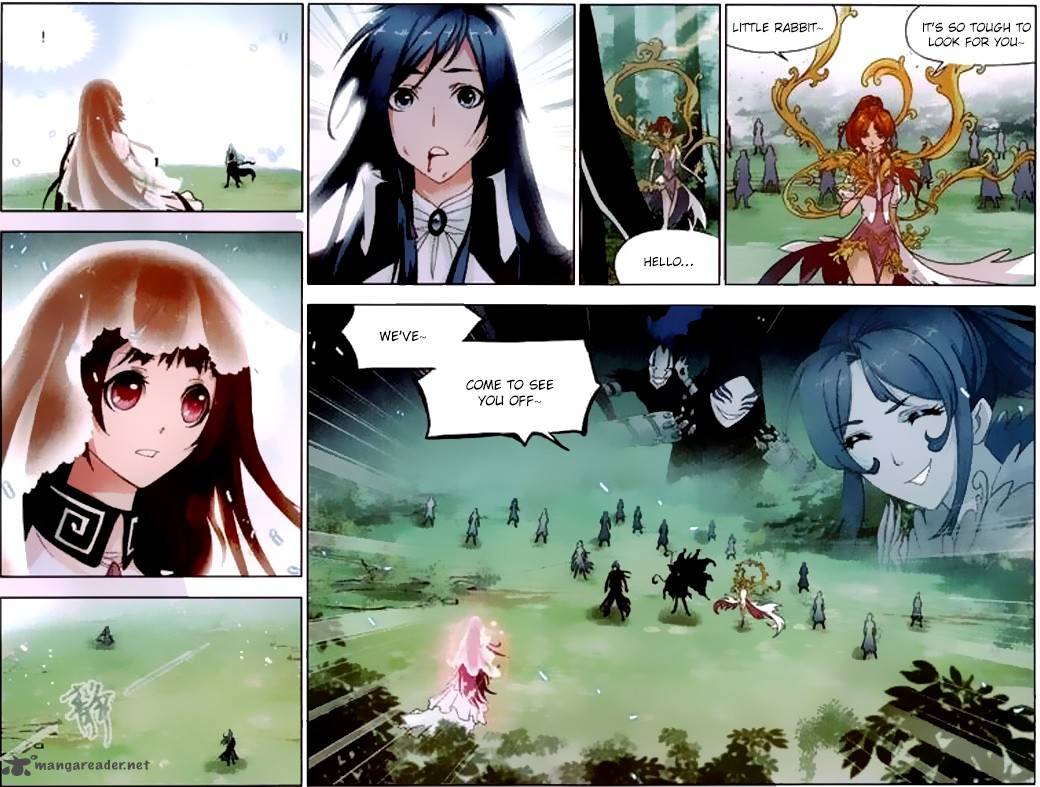 !
HELLO...
LITTLE RABBIT~
IT'S SO TOUGH TO
LOOK FOR YOU~
WE'VE~
COME TO SEE
YOU OFF~
靜
mangareader.net